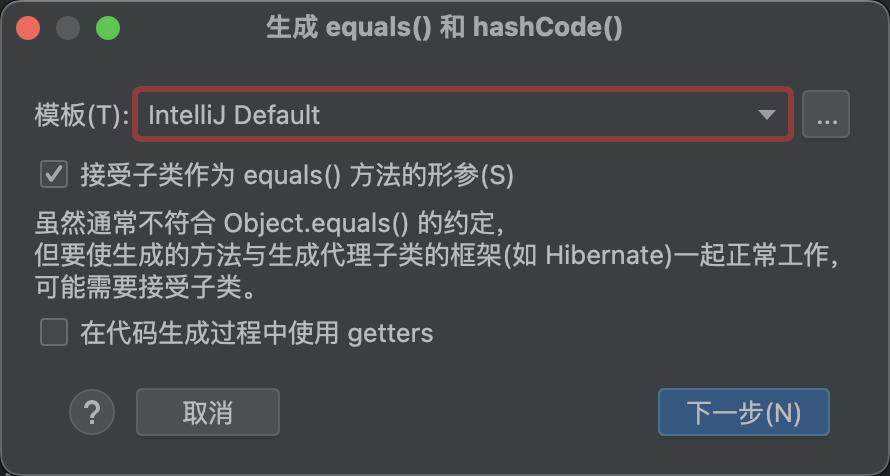 生成 equals() 和 hashCode()
模板(T): IntelliJ Default ...
接受子类作为 equals() 方法的形参(S)
虽然通常不符合 Object.equals() 的约定，
但要使生成的方法与生成代理子类的框架(如 Hibernate)一起正常工作，
可能需要接受子类。
在代码生成过程中使用 getters
? 取消 下一步(N)